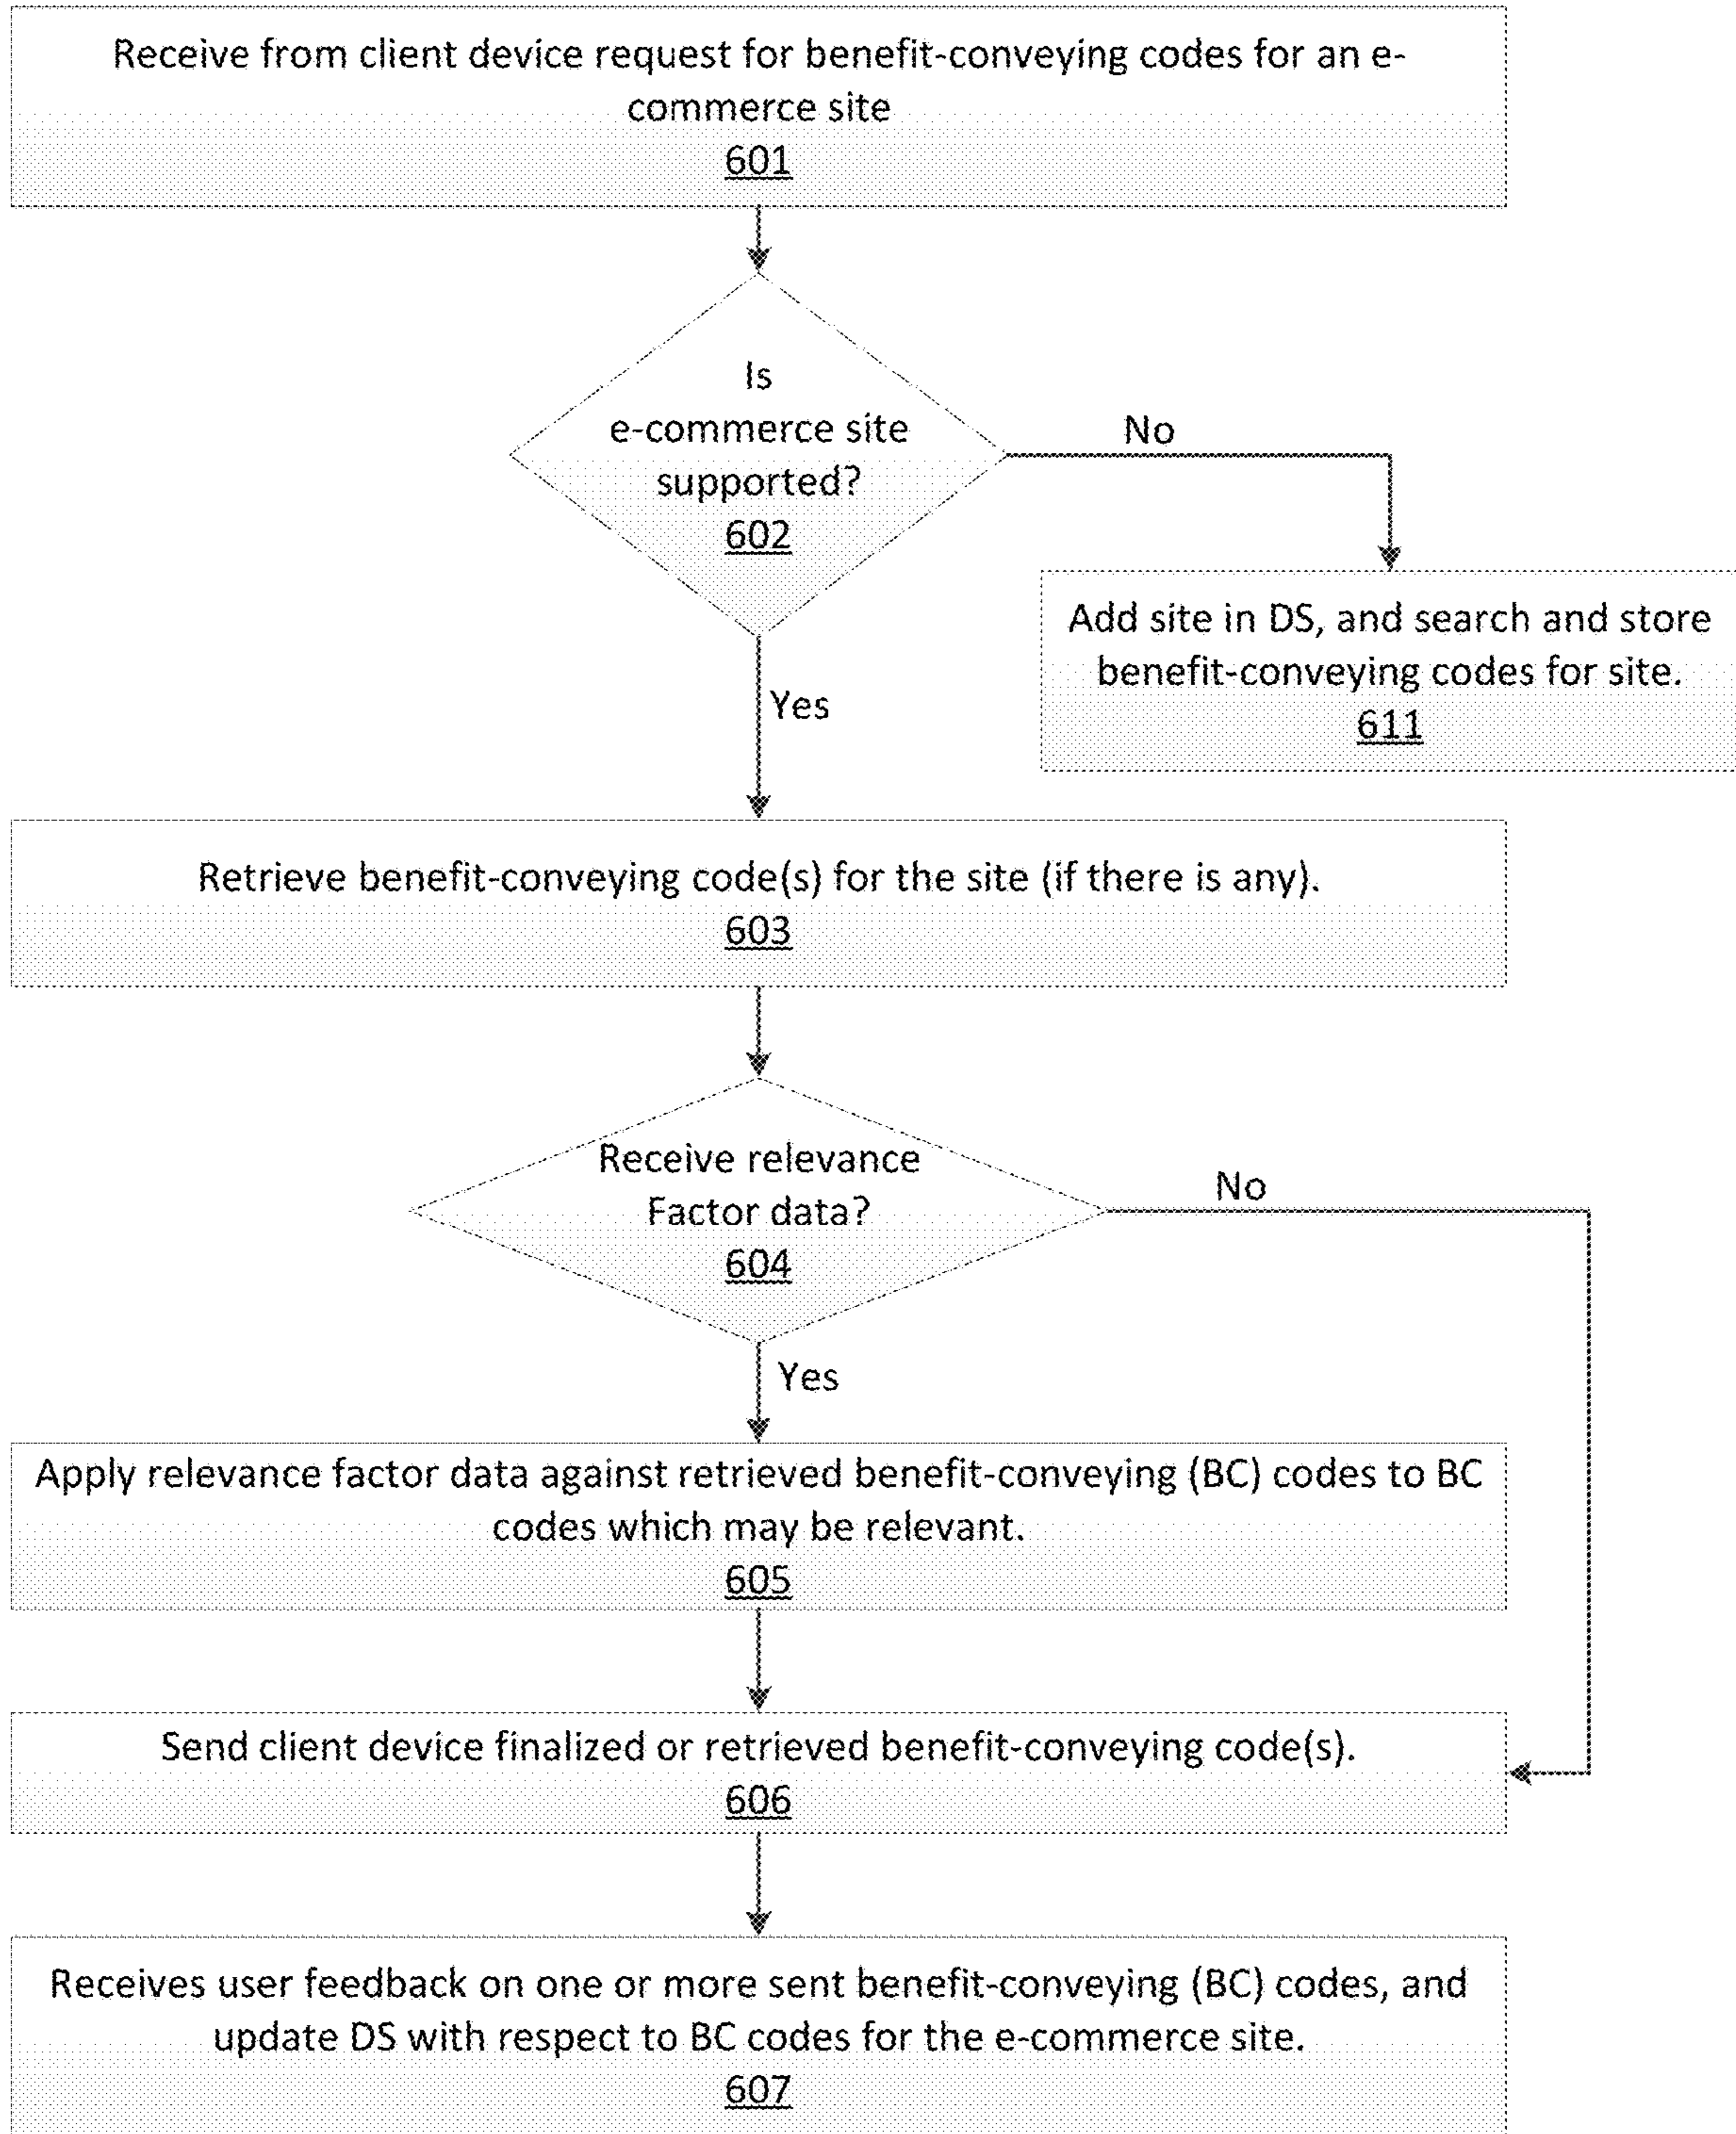 Receive from client device request for benefit-conveying codes for an e-
commerce site
601
Is
e-commerce site
supported?
602
No
Add site in DS, and search and store
benefit-conveying codes for site.
611
Yes
Retrieve benefit-conveying code(s) for the site (if there is any).
603
Receive relevance
Factor data?
604
No
Yes
Apply relevance factor data against retrieved benefit-conveying (BC) codes to BC
codes which may be relevant.
605
Send client device finalized or retrieved benefit-conveying code(s).
606
Receives user feedback on one or more sent benefit-conveying (BC) codes, and
update DS with respect to BC codes for the e-commerce site.
607